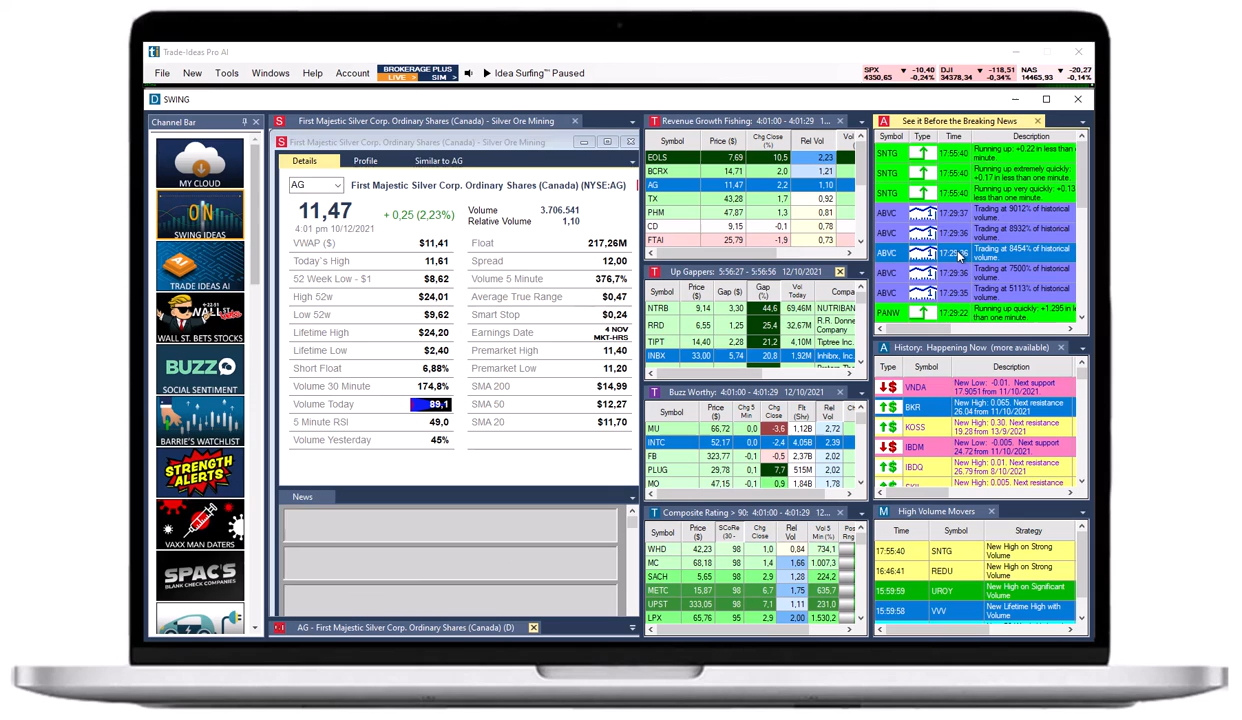 Trade-Ideas Pro AI
File New Tools Windows Help Account BROKERAGE PLUS LIVE > SIM > Idea Surfing™ Paused
SPX -10,40 DJI -118,51 NAS -20,27
4350,65 -0,24% 34378,34 -0,34% 14465,93 -0,14%
SWING
Channel Bar
MY CLOUD
ON
SWING IDEAS
TRADE IDEAS AI
WALL ST. BETS STOCKS
BUZZ
SOCIAL SENTIMENT
BARRIE'S WATCHLIST
STRENGTH ALERTS
VAXX MAN DATERS
SPAC'S
BLANK CHECK COMPANIES
First Majestic Silver Corp. Ordinary Shares (Canada) - Silver Ore Mining
First Majestic Silver Corp. Ordinary Shares (Canada) - Silver Ore Mining
Details Profile Similar to AG
AG First Majestic Silver Corp. Ordinary Shares (Canada) (NYSE:AG)
11,47 + 0,25 (2,23%)
4:01 pm 10/12/2021
Volume 3.706.541
Relative Volume 1,10
VWAP ($) $11,41 Float 217,26M
Today`s High 11,61 Spread 12,00
52 Week Low - $1 $8,62 Volume 5 Minute 376,7%
High 52w $24,01 Average True Range $0,47
Low 52w $9,62 Smart Stop $0,24
Lifetime High $24,20 Earnings Date 4 NOV MKT-HRS
Lifetime Low $2,40 Premarket High 11,40
Short Float 6,88% Premarket Low 11,20
Volume 30 Minute 174,8% SMA 200 $14,99
Volume Today 89,1 SMA 50 $12,27
5 Minute RSI 49,0 SMA 20 $11,70
Volume Yesterday 45%
News
AG - First Majestic Silver Corp. Ordinary Shares (Canada) (D)
Revenue Growth Fishing: 4:01:00 - 4:01:29 1...
Symbol Price ($) Chg Close (%) Rel Vol
EOLS 7,69 10,5 2,23
BCRX 14,71 2,0 1,21
AG 11,47 2,2 1,10
TX 43,28 1,7 0,92
PHM 47,87 1,3 0,81
CD 9,15 -0,1 0,78
FTAI 25,79 -1,9 0,73
Up Gappers: 5:56:27 - 5:56:56 12/10/2021
Symbol Price ($) Gap ($) Gap (%) Vol Today Compa
NTRB 9,14 3,30 44,6 69,46M NUTRIBAN
RRD 6,55 1,25 25,4 32,67M R.R. Donne Company
TIPT 14,40 2,28 21,2 4,10M Tiptree Inc.
INBX 33,00 5,74 20,8 1,92M Inhibrx, Inc.
Buzz Worthy: 4:01:00 - 4:01:29 12/10/2021
Symbol Price ($) Chg 5 Min Chg Close Flt (Shr) Rel Vol
MU 66,72 0,0 -3,6 1,12B 2,72
INTC 52,17 0,0 -2,4 4,05B 2,39
FB 323,77 -0,1 -0,5 2,37B 2,02
PLUG 29,78 0,1 7,7 515M 2,02
MO 47,15 -0,1 0,9 1,84B 1,78
Composite Rating > 90: 4:01:00 - 4:01:29 12...
Symbol Price ($) SCoRe (30 - Chg Close Rel Vol Vol 5 Min (%) Pos Rng
WHD 42,23 98 1,0 0,84 734,1
MC 68,18 98 1,4 1,66 1.007,3
SACH 5,65 98 2,9 1,28 224,2
METC 15,87 98 6,7 1,75 635,7
UPST 333,05 98 7,1 1,11 231,0
LPX 65,76 95 2,9 2,00 1.530,2
See it Before the Breaking News
Symbol Type Time Description
SNTG 17:55:40 Running up: +0.22 in less than one minute.
SNTG 17:55:40 Running up extremely quickly: +0.17 in less than one minute.
SNTG 17:55:40 Running up very quickly: +0.13 in less than one minute.
ABVC 17:29:37 Trading at 9012% of historical volume.
ABVC 17:29:36 Trading at 8932% of historical volume.
ABVC 17:29:36 Trading at 8454% of historical volume.
ABVC 17:29:36 Trading at 7500% of historical volume.
ABVC 17:29:35 Trading at 5113% of historical volume.
PANW 17:29:22 Running up quickly: +1.295 in less than one minute.
History: Happening Now (more available)
Type Symbol Description
VNDA New Low: -0.01. Next support 17.9051 from 11/10/2021.
BKR New High: 0.065. Next resistance 26.04 from 11/10/2021.
KOSS New High: 0.30. Next resistance 19.28 from 13/9/2021.
IBDM New Low: -0.005. Next support 24.72 from 11/10/2021.
IBDQ New High: 0.01. Next resistance 26.79 from 8/10/2021.
New High: 0.005. Next resistance
High Volume Movers
Time Symbol Strategy
17:55:40 SNTG New High on Strong Volume
16:46:41 REDU New High on Strong Volume
15:59:59 UROY New High on Significant Volume
15:59:58 VVV New Lifetime High with Volume